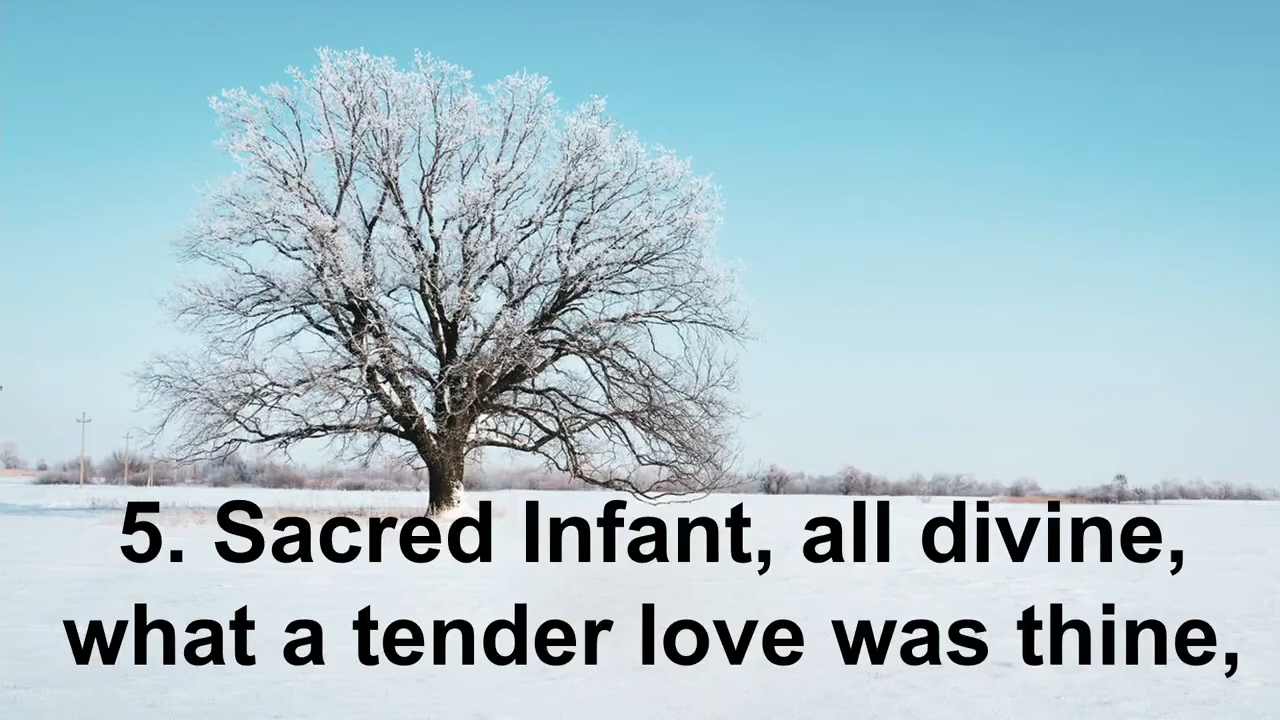 5. Sacred Infant, all divine,
what a tender love was thine,